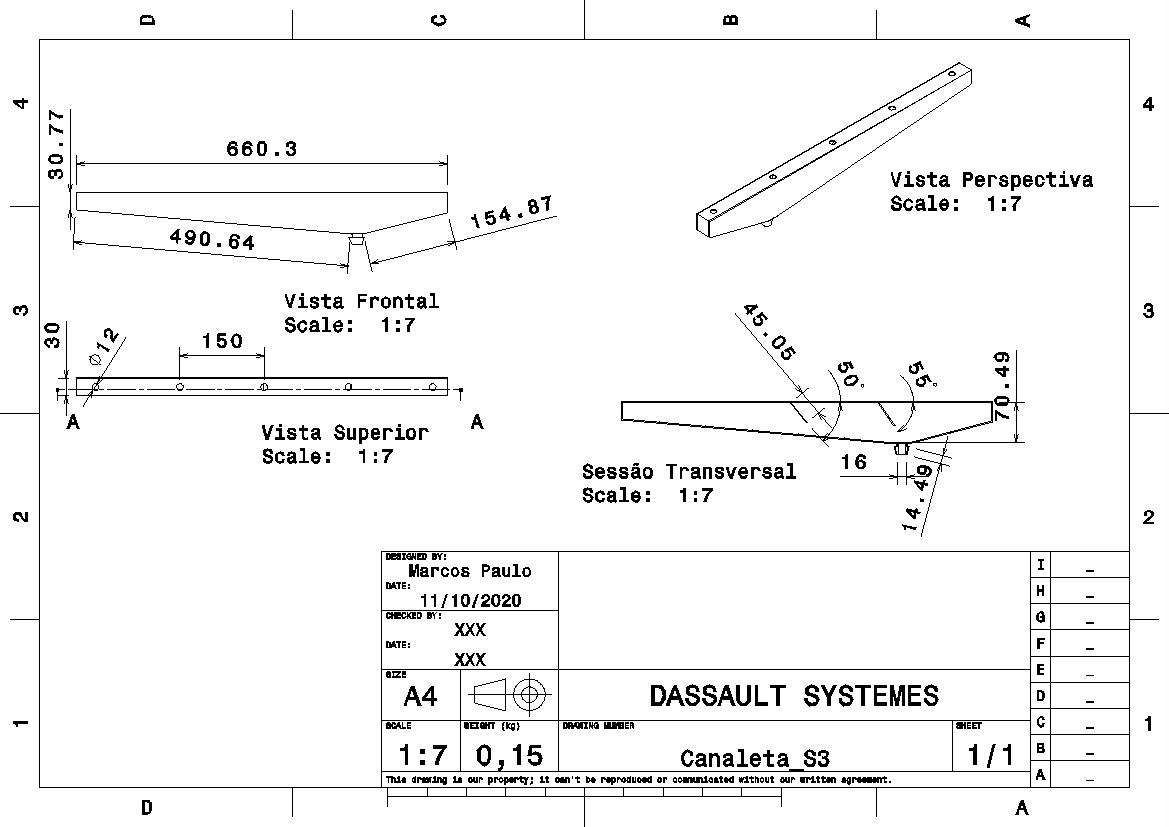 D C B A
4
4
30.77
660.3
490.64
154.87
Vista Frontal
Scale: 1:7
Vista Perspectiva
Scale: 1:7
3
3
30
∅12
150
A
A
Vista Superior
Scale: 1:7
45.05
50°
55°
70.49
16
14.49
Sessão Transversal
Scale: 1:7
2
2
DESIGNED BY:
Marcos Paulo
DATE:
11/10/2020
CHECKED BY:
XXX
DATE:
XXX
SIZE
A4
DASSAULT SYSTEMES
SCALE
1:7
WEIGHT (kg)
0,15
DRAWING NUMBER
Canaleta_S3
SHEET
1/1
This drawing is our property; it can't be reproduced or communicated without our written agreement.
I _
H _
G _
F _
E _
D _
C _
B _
A _
1
1
D
A